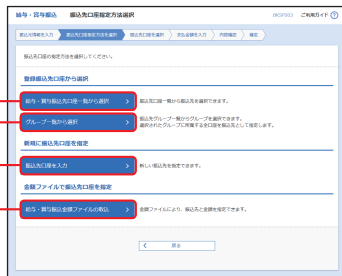 給与・賞与振込 振込先口座指定方法選択 BKSF003 ご利用ガイド
振込元情報を入力 振込先口座指定方法を選択 振込先口座を選択 支払金額を入力 内容確認 確定
振込先口座の指定方法を選択してください。
登録振込先口座から選択
給与・賞与振込先口座一覧から選択 振込先口座一覧から振込先を選択できます。
グループ一覧から選択 振込先グループ一覧からグループを選択できます。
選択されたグループに所属する全口座を振込先として指定します。
新規に振込先口座を指定
振込先口座を入力 新しい振込先を指定できます。
金額ファイルで振込先口座を指定
給与・賞与振込金額ファイルの取込 金額ファイルにより、振込先と金額を指定できます。
戻る